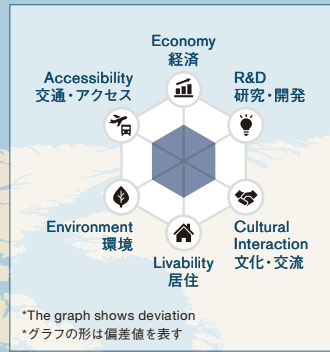 Economy
経済
Accessibility
交通・アクセス
R&D
研究・開発
Environment
環境
Cultural
Interaction
文化・交流
Livability
居住
*The graph shows deviation
*グラフの形は偏差値を表す